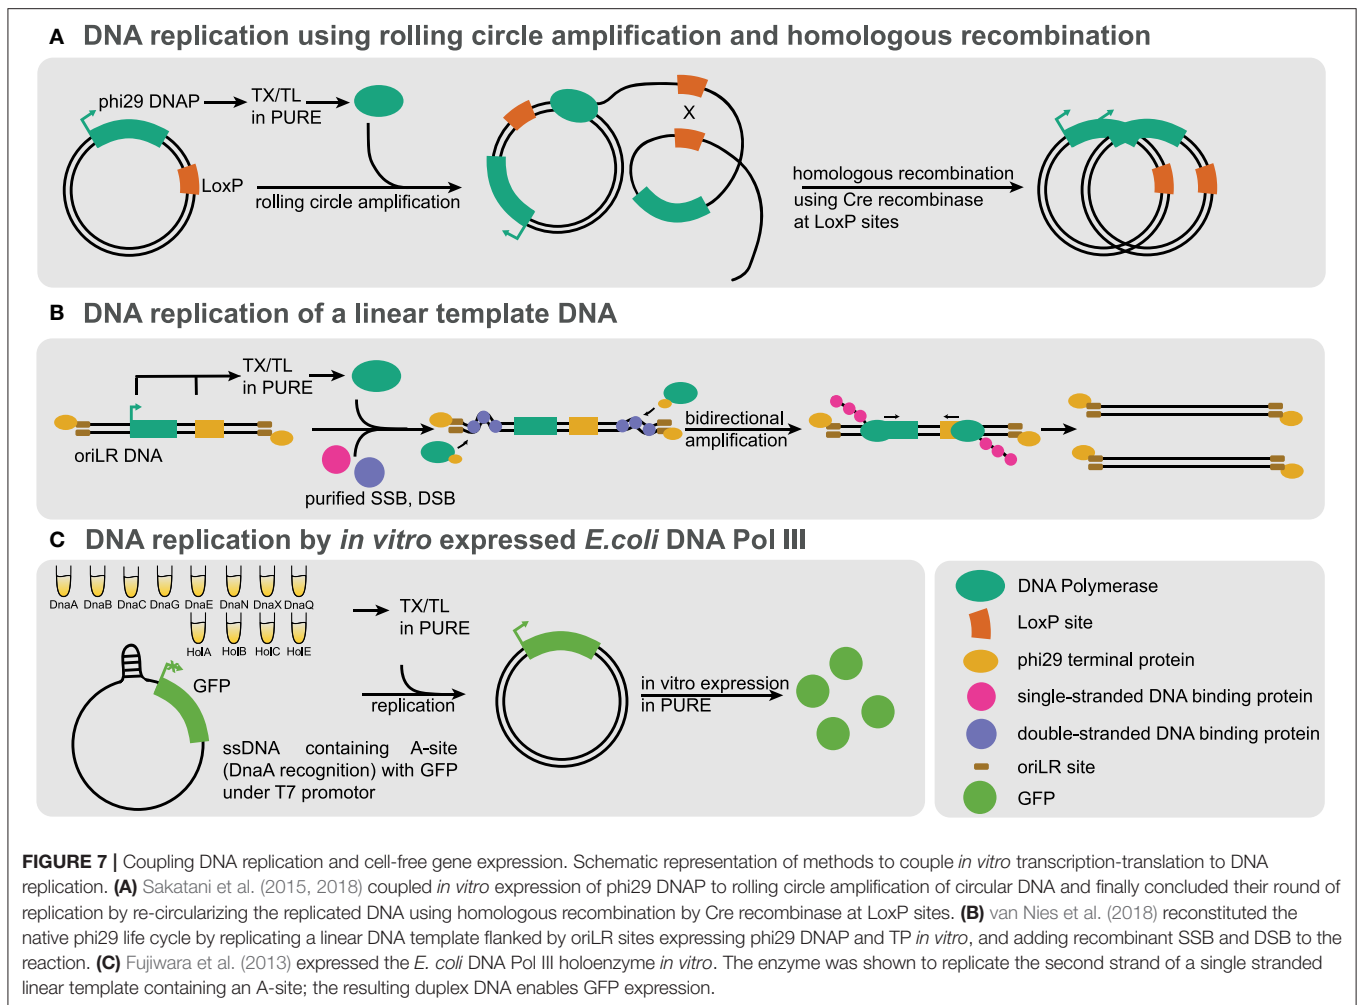 A DNA replication using rolling circle amplification and homologous recombination
phi29 DNAP
TX/TL
in PURE
LoxP
rolling circle amplification
X
homologous recombination
using Cre recombinase
at LoxP sites
B DNA replication of a linear template DNA
TX/TL
in PURE
oriLR DNA
purified SSB, DSB
bidirectional
amplification
C DNA replication by in vitro expressed E.coli DNA Pol III
DnaA DnaB DnaC DnaG DnaE DnaN DnaX DnaQ
HolA HolB HolC HolE
TX/TL
in PURE
GFP
replication
ssDNA containing A-site
(DnaA recognition) with GFP
under T7 promotor
in vitro expression
in PURE
DNA Polymerase
LoxP site
phi29 terminal protein
single-stranded DNA binding protein
double-stranded DNA binding protein
oriLR site
GFP
FIGURE 7 | Coupling DNA replication and cell-free gene expression. Schematic representation of methods to couple in vitro transcription-translation to DNA
replication. (A) Sakatani et al. (2015, 2018) coupled in vitro expression of phi29 DNAP to rolling circle amplification of circular DNA and finally concluded their round of
replication by re-circularizing the replicated DNA using homologous recombination by Cre recombinase at LoxP sites. (B) van Nies et al. (2018) reconstituted the
native phi29 life cycle by replicating a linear DNA template flanked by oriLR sites expressing phi29 DNAP and TP in vitro, and adding recombinant SSB and DSB to the
reaction. (C) Fujiwara et al. (2013) expressed the E. coli DNA Pol III holoenzyme in vitro. The enzyme was shown to replicate the second strand of a single stranded
linear template containing an A-site; the resulting duplex DNA enables GFP expression.